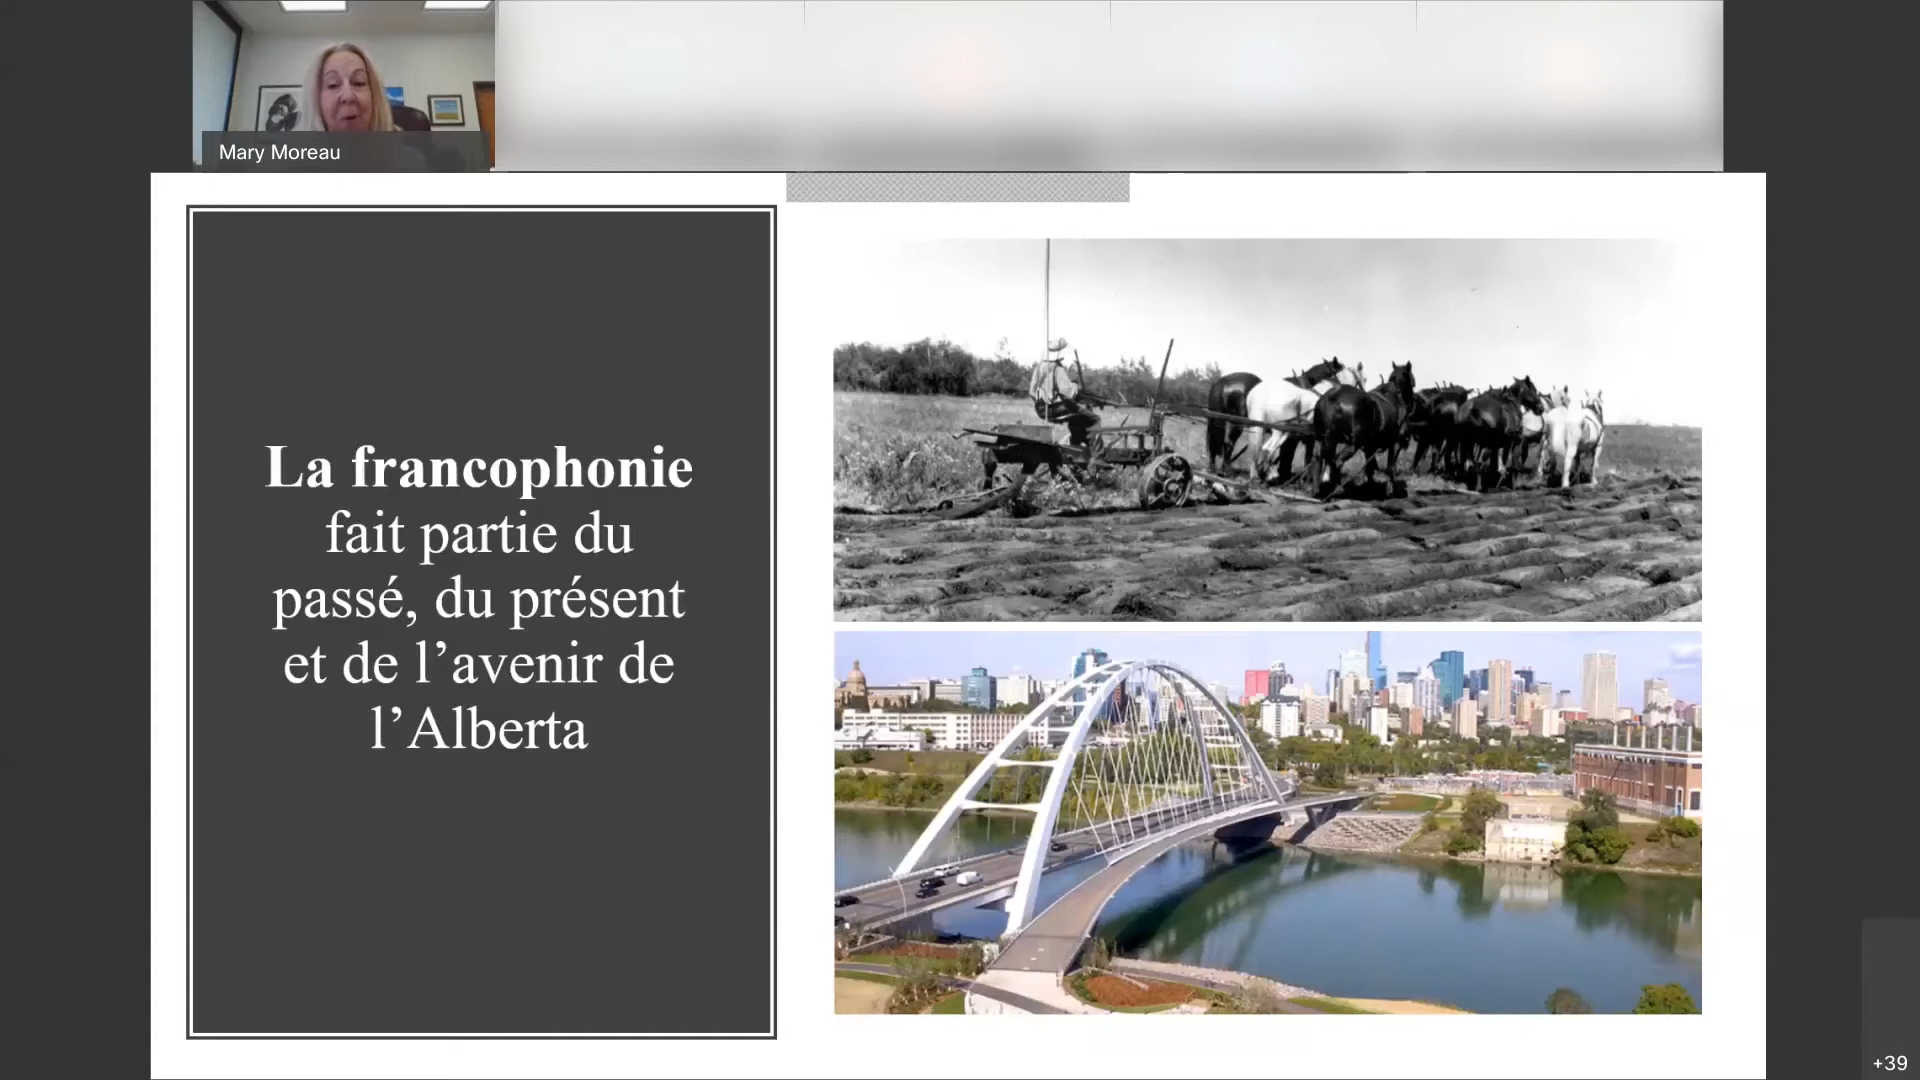 Mary Moreau
La francophonie
fait partie du
passé, du présent
et de l’avenir de
l’Alberta
+39